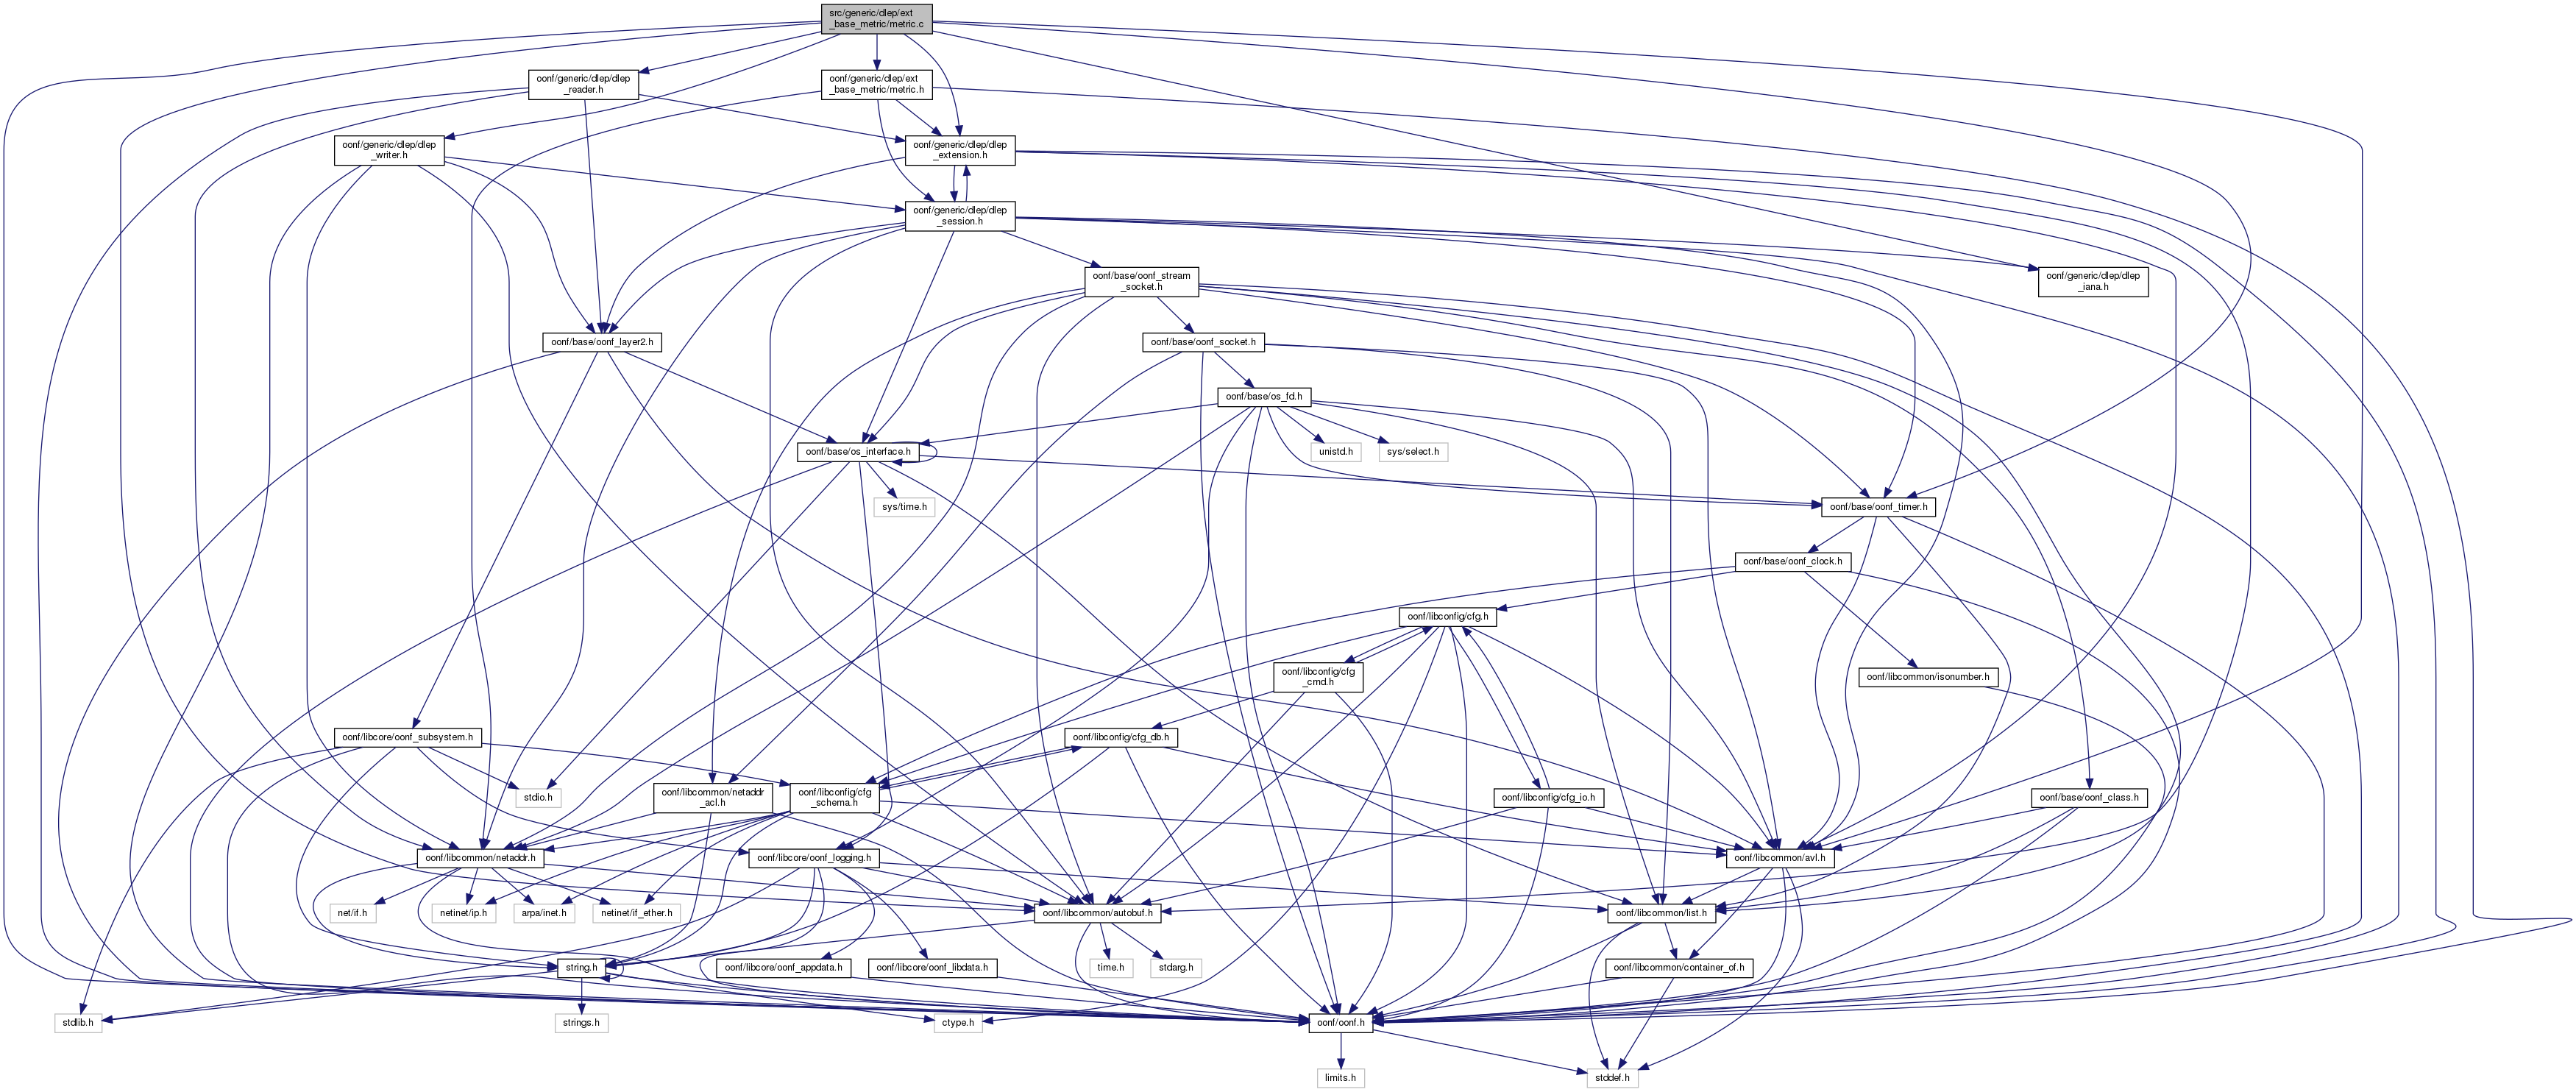 src/generic/dlep/ext
_base_metric/metric.c
oonf/generic/dlep/dlep
_reader.h
oonf/generic/dlep/ext
_base_metric/metric.h
oonf/generic/dlep/dlep
_writer.h
oonf/generic/dlep/dlep
_extension.h
oonf/generic/dlep/dlep
_session.h
oonf/base/oonf_stream
_socket.h
oonf/generic/dlep/dlep
_iana.h
oonf/base/oonf_layer2.h
oonf/base/oonf_socket.h
oonf/base/os_fd.h
oonf/base/os_interface.h
unistd.h
sys/select.h
sys/time.h
oonf/base/oonf_timer.h
oonf/base/oonf_clock.h
oonf/libconfig/cfg.h
oonf/libconfig/cfg
_cmd.h
oonf/libcommon/isonumber.h
oonf/libcore/oonf_subsystem.h
oonf/libconfig/cfg_db.h
stdio.h
oonf/libcommon/netaddr
_acl.h
oonf/libconfig/cfg
_schema.h
oonf/libconfig/cfg_io.h
oonf/base/oonf_class.h
oonf/libcommon/netaddr.h
oonf/libcore/oonf_logging.h
oonf/libcommon/avl.h
net/if.h
netinet/ip.h
arpa/inet.h
netinet/if_ether.h
oonf/libcommon/autobuf.h
oonf/libcommon/list.h
string.h
oonf/libcore/oonf_appdata.h
oonf/libcore/oonf_libdata.h
time.h
stdarg.h
oonf/libcommon/container_of.h
stdlib.h
strings.h
ctype.h
oonf/oonf.h
limits.h
stddef.h